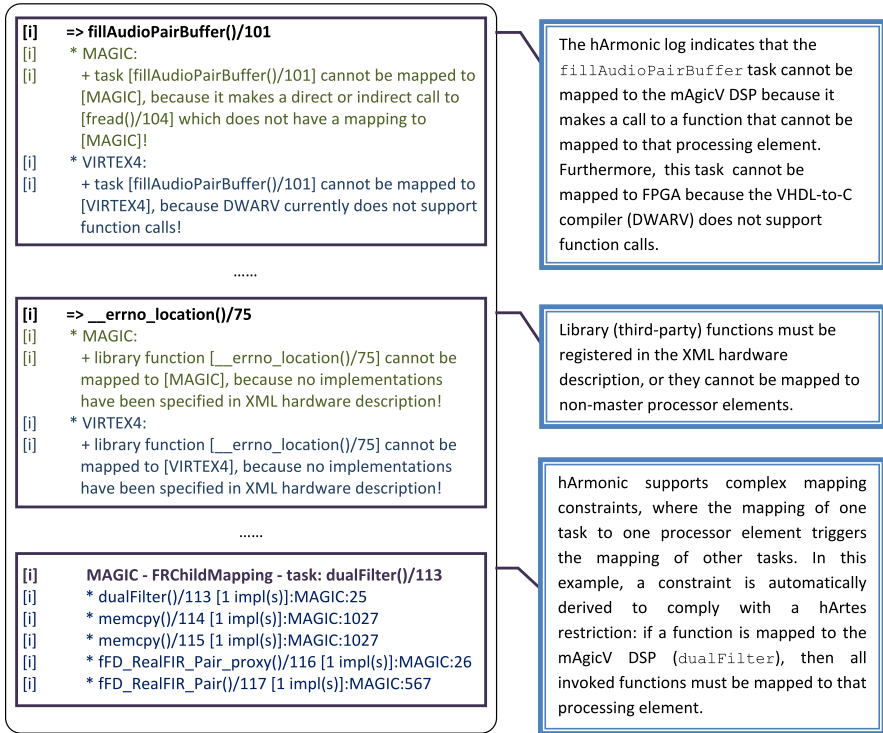 [i] => fillAudioPairBuffer()/101
[i] * MAGIC:
[i] + task [fillAudioPairBuffer()/101] cannot be mapped to
[MAGIC], because it makes a direct or indirect call to
[fread()/104] which does not have a mapping to
[MAGIC]!
[i] * VIRTEX4:
[i] + task [fillAudioPairBuffer()/101] cannot be mapped to
[VIRTEX4], because DWARV currently does not support
function calls!
......
[i] => __errno_location()/75
[i] * MAGIC:
[i] + library function [__errno_location()/75] cannot be
mapped to [MAGIC], because no implementations
have been specified in XML hardware description!
[i] * VIRTEX4:
[i] + library function [__errno_location()/75] cannot be
mapped to [VIRTEX4], because no implementations
have been specified in XML hardware description!
......
[i] MAGIC - FRChildMapping - task: dualFilter()/113
[i] * dualFilter()/113 [1 impl(s)]:MAGIC:25
[i] * memcpy()/114 [1 impl(s)]:MAGIC:1027
[i] * memcpy()/115 [1 impl(s)]:MAGIC:1027
[i] * fFD_RealFIR_Pair_proxy()/116 [1 impl(s)]:MAGIC:26
[i] * fFD_RealFIR_Pair()/117 [1 impl(s)]:MAGIC:567
The hArmonic log indicates that the
fillAudioPairBuffer task cannot be
mapped to the mAgicV DSP because it
makes a call to a function that cannot be
mapped to that processing element.
Furthermore, this task cannot be
mapped to FPGA because the VHDL-to-C
compiler (DWARV) does not support
function calls.
Library (third-party) functions must be
registered in the XML hardware
description, or they cannot be mapped to
non-master processor elements.
hArmonic supports complex mapping
constraints, where the mapping of one
task to one processor element triggers
the mapping of other tasks. In this
example, a constraint is automatically
derived to comply with a hArtes
restriction: if a function is mapped to the
mAgicV DSP (dualFilter), then all
invoked functions must be mapped to that
processing element.